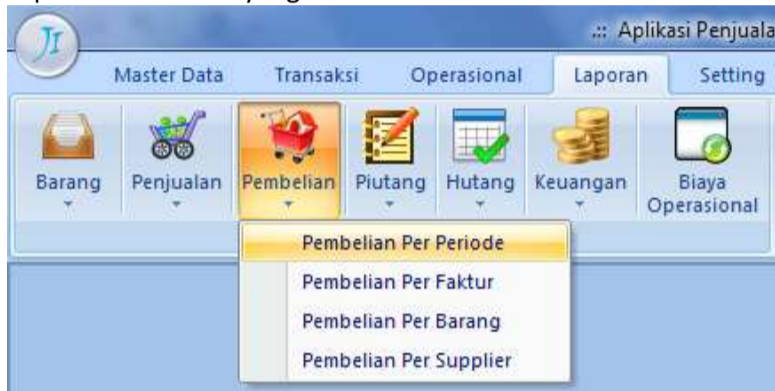 .:: Aplikasi Penjuala
Master Data Transaksi Operasional Laporan Setting
Barang Penjualan Pembelian Piutang Hutang Keuangan Biaya Operasional
Pembelian Per Periode
Pembelian Per Faktur
Pembelian Per Barang
Pembelian Per Supplier